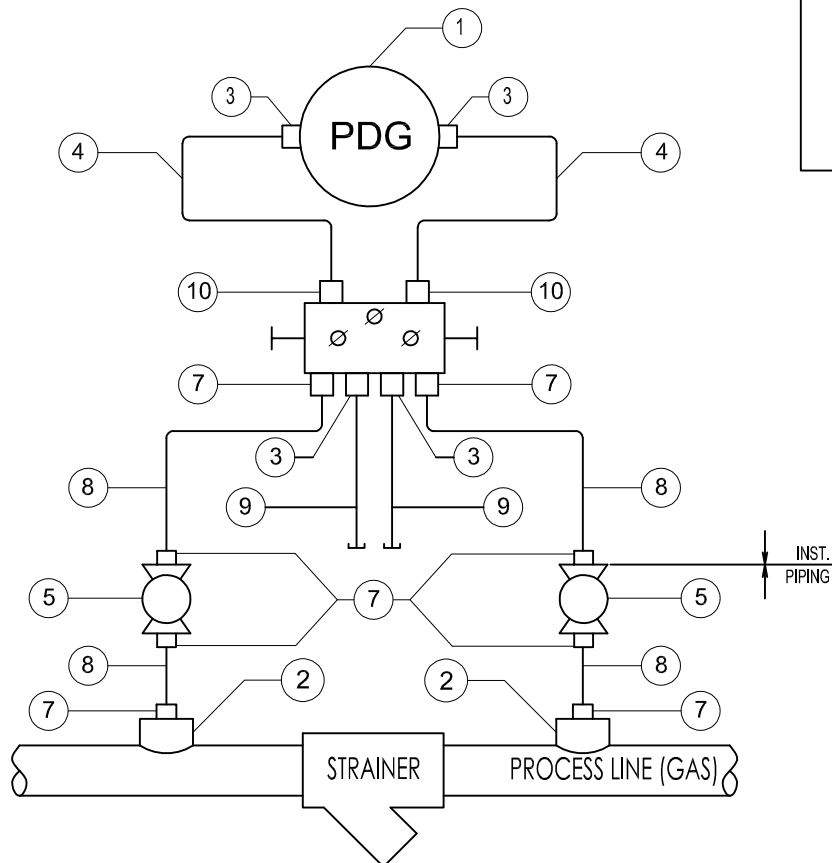 1
3 3
PDG
4 4
10 10
7 7
3 3
8 8
9 9
INST.
PIPING
5 7 5
8 8
2 2
7 7
STRAINER PROCESS LINE (GAS)